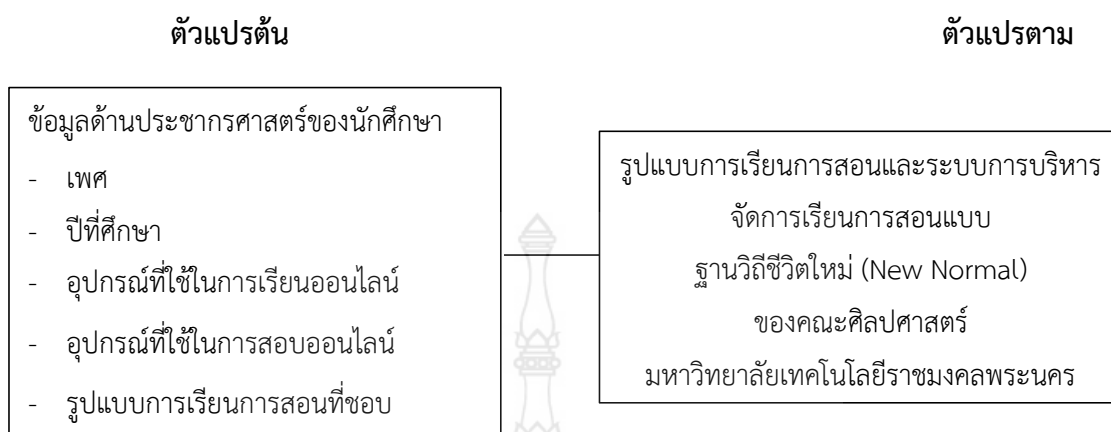 ตัวแปรต้น
ตัวแปรตาม
ข้อมูลด้านประชากรศาสตร์ของนักศึกษา
- เพศ
- ปีที่ศึกษา
- อุปกรณ์ที่ใช้ในการเรียนออนไลน์
- อุปกรณ์ที่ใช้ในการสอบออนไลน์
- รูปแบบการเรียนการสอนที่ชอบ
รูปแบบการเรียนการสอนและระบบการบริหาร
จัดการเรียนการสอนแบบ
ฐานวิถีชีวิตใหม่ (New Normal)
ของคณะศิลปศาสตร์
มหาวิทยาลัยเทคโนโลยีราชมงคลพระนคร